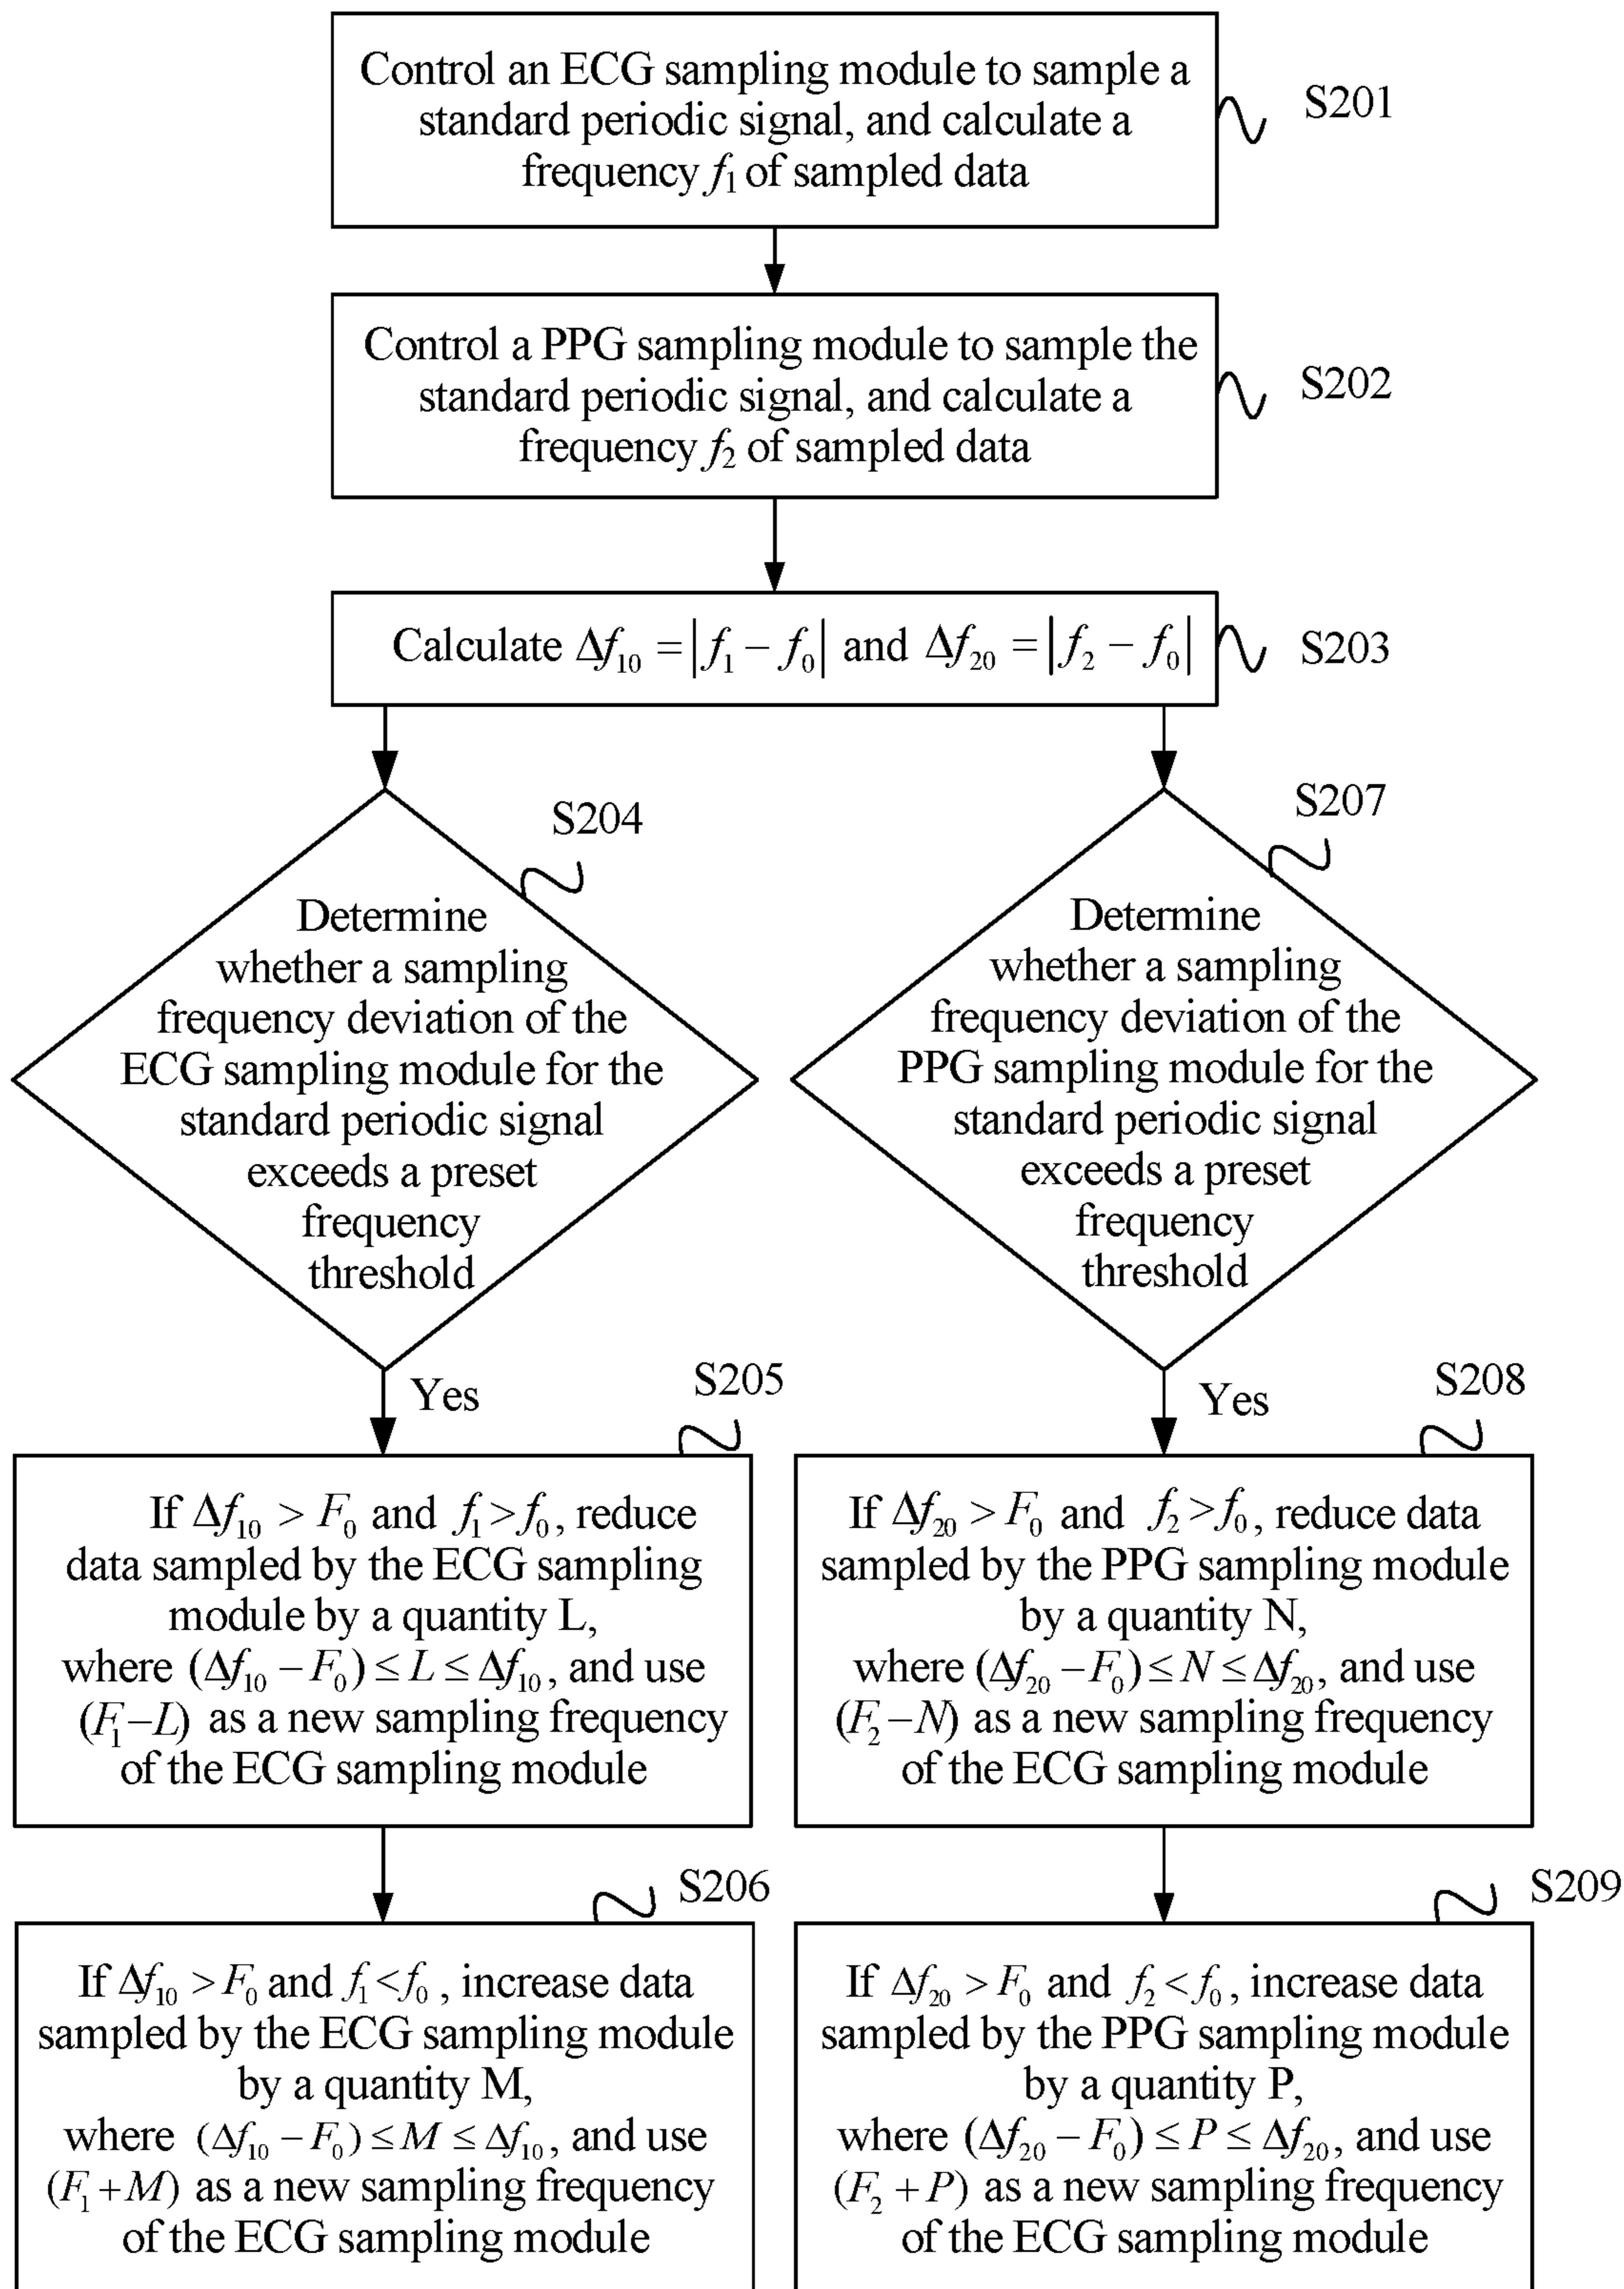 Control an ECG sampling module to sample a
standard periodic signal, and calculate a
frequency f₁ of sampled data
S201
Control a PPG sampling module to sample the
standard periodic signal, and calculate a
frequency f₂ of sampled data
S202
Calculate Δf₁₀ = |f₁ − f₀| and Δf₂₀ = |f₂ − f₀|
S203
S204
Determine
whether a sampling
frequency deviation of the
ECG sampling module for the
standard periodic signal
exceeds a preset
frequency
threshold
Yes
S205
If Δf₁₀ > F₀ and f₁ > f₀, reduce
data sampled by the ECG sampling
module by a quantity L,
where (Δf₁₀ − F₀) ≤ L ≤ Δf₁₀, and use
(F₁−L) as a new sampling frequency
of the ECG sampling module
S206
If Δf₁₀ > F₀ and f₁ < f₀, increase data
sampled by the ECG sampling module
by a quantity M,
where (Δf₁₀ − F₀) ≤ M ≤ Δf₁₀, and use
(F₁+M) as a new sampling frequency
of the ECG sampling module
S207
Determine
whether a sampling
frequency deviation of the
PPG sampling module for the
standard periodic signal
exceeds a preset
frequency
threshold
Yes
S208
If Δf₂₀ > F₀ and f₂ > f₀, reduce data
sampled by the PPG sampling module
by a quantity N,
where (Δf₂₀ − F₀) ≤ N ≤ Δf₂₀, and use
(F₂−N) as a new sampling frequency
of the ECG sampling module
S209
If Δf₂₀ > F₀ and f₂ < f₀, increase data
sampled by the PPG sampling module
by a quantity P,
where (Δf₂₀ − F₀) ≤ P ≤ Δf₂₀, and use
(F₂+P) as a new sampling frequency
of the ECG sampling module